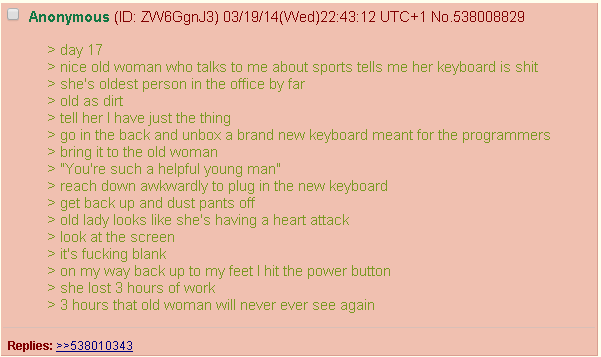 Anonymous (ID: ZW6GgnJ3) 03/19/14(Wed)22:43:12 UTC+1 No.538008829
> day 17
> nice old woman who talks to me about sports tells me her keyboard is shit
> she's oldest person in the office by far
> old as dirt
> tell her I have just the thing
> go in the back and unbox a brand new keyboard meant for the programmers
> bring it to the old woman
> "You're such a helpful young man"
> reach down awkwardly to plug in the new keyboard
> get back up and dust pants off
> old lady looks like she's having a heart attack
> look at the screen
> it's fucking blank
> on my way back up to my feet I hit the power button
> she lost 3 hours of work
> 3 hours that old woman will never ever see again
Replies: >>538010343